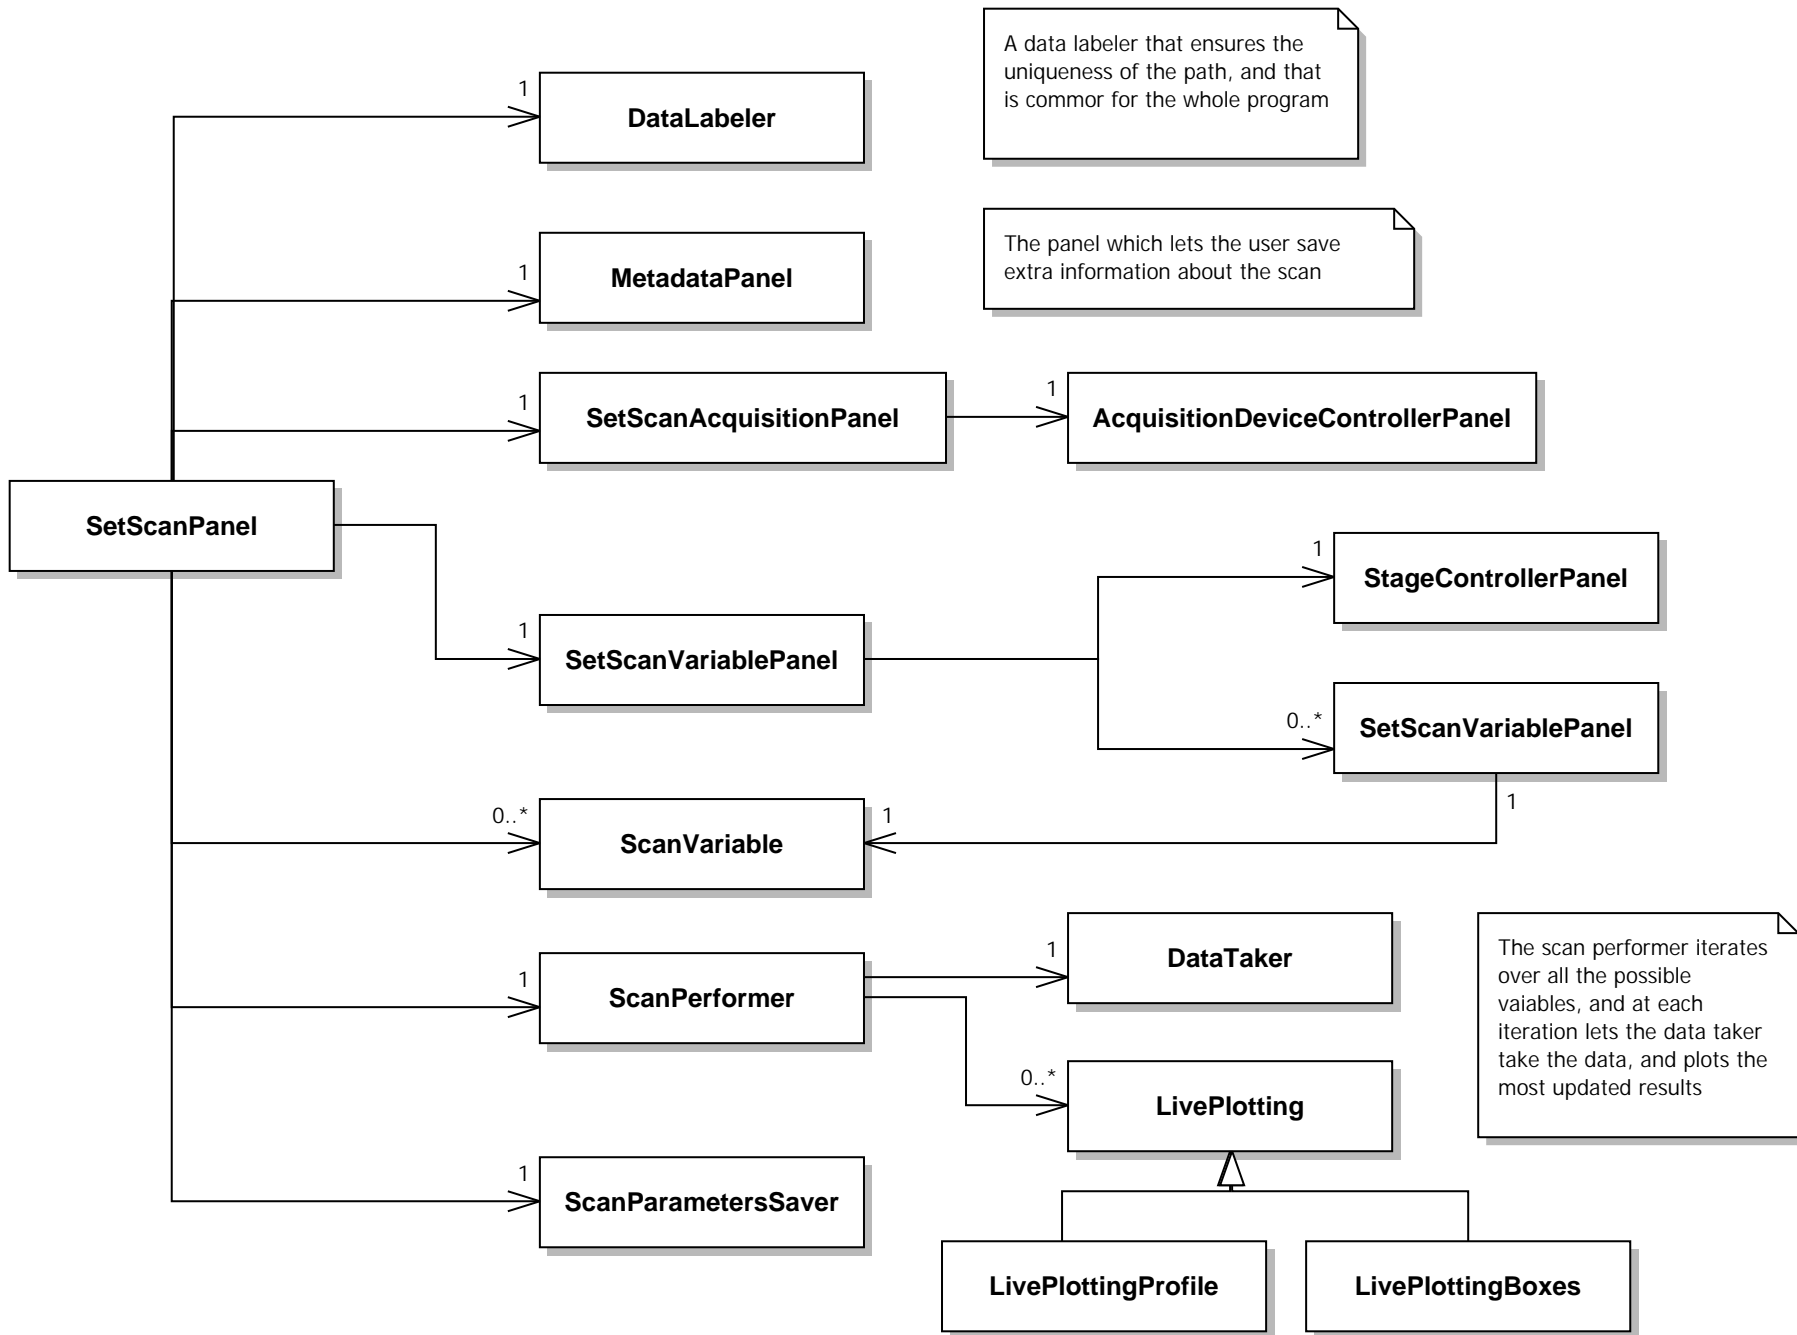 A data labeler that ensures the
uniqueness of the path, and that
is commor for the whole program
1
DataLabeler
The panel which lets the user save
extra information about the scan
1
MetadataPanel
1
SetScanAcquisitionPanel
1
AcquisitionDeviceControllerPanel
SetScanPanel
1
StageControllerPanel
1
SetScanVariablePanel
0..*
SetScanVariablePanel
1
0..*
ScanVariable
1
The scan performer iterates
over all the possible
vaiables, and at each
iteration lets the data taker
take the data, and plots the
most updated results
1
ScanPerformer
1
DataTaker
0..*
LivePlotting
1
ScanParametersSaver
LivePlottingProfile
LivePlottingBoxes